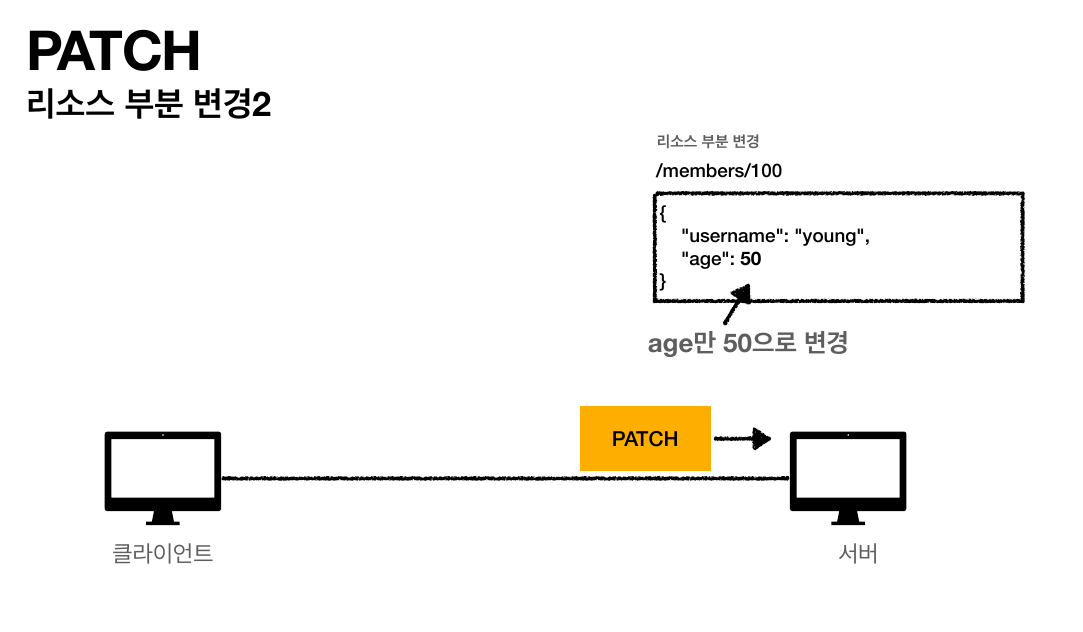 PATCH
리소스 부분 변경2
리소스 부분 변경
/members/100
{
"username": "young",
"age": 50
}
age만 50으로 변경
PATCH
클라이언트
서버